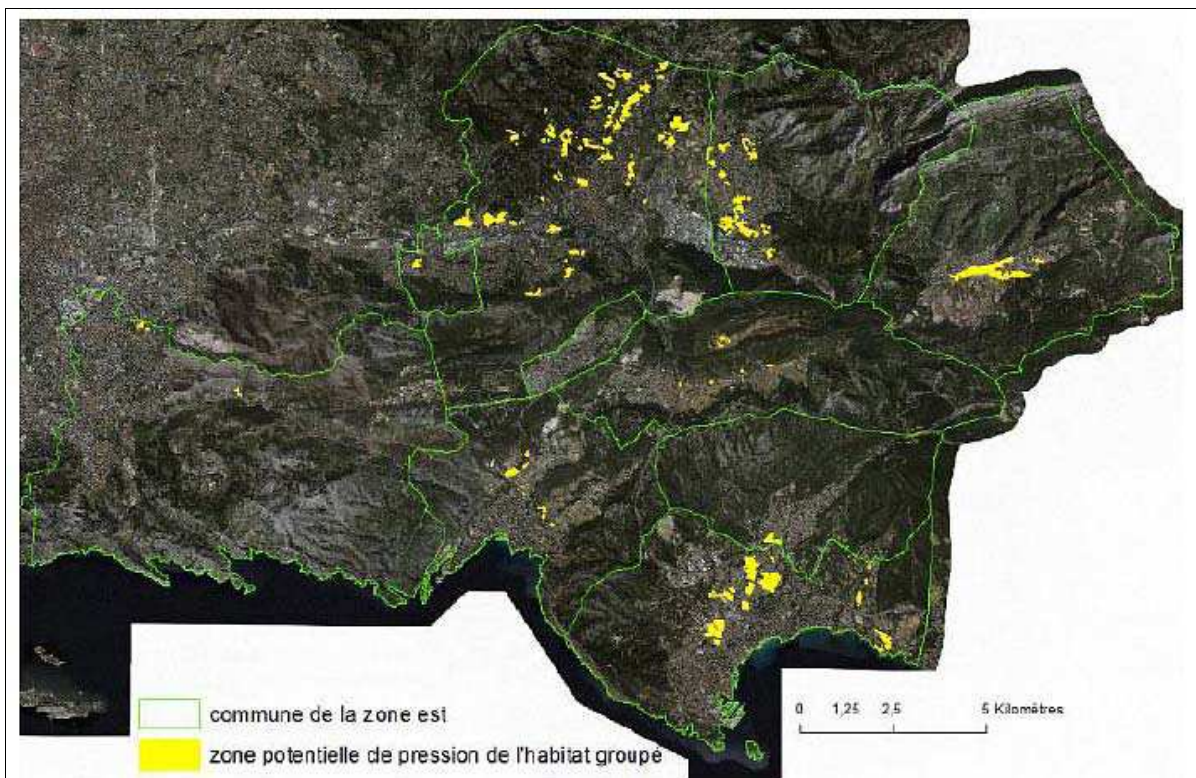 commune de la zone est
zone potentielle de pression de l'habitat groupé
0 1,25 2,5 5 Kilomètres